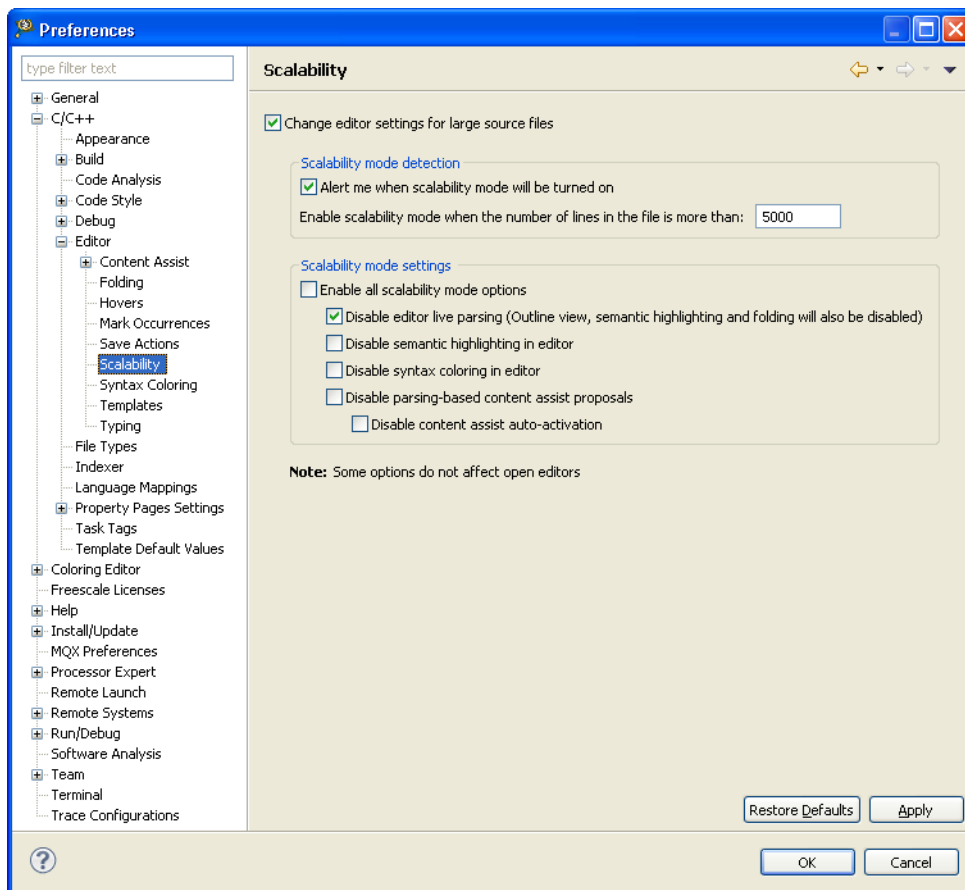 Preferences
type filter text
General
C/C++
Appearance
Build
Code Analysis
Code Style
Debug
Editor
Content Assist
Folding
Hovers
Mark Occurrences
Save Actions
Scalability
Syntax Coloring
Templates
Typing
File Types
Indexer
Language Mappings
Property Pages Settings
Task Tags
Template Default Values
Coloring Editor
Freescale Licenses
Help
Install/Update
MQX Preferences
Processor Expert
Remote Launch
Remote Systems
Run/Debug
Software Analysis
Team
Terminal
Trace Configurations
Scalability
Change editor settings for large source files
Scalability mode detection
Alert me when scalability mode will be turned on
Enable scalability mode when the number of lines in the file is more than: 5000
Scalability mode settings
Enable all scalability mode options
Disable editor live parsing (Outline view, semantic highlighting and folding will also be disabled)
Disable semantic highlighting in editor
Disable syntax coloring in editor
Disable parsing-based content assist proposals
Disable content assist auto-activation
Note: Some options do not affect open editors
Restore Defaults Apply
? OK Cancel